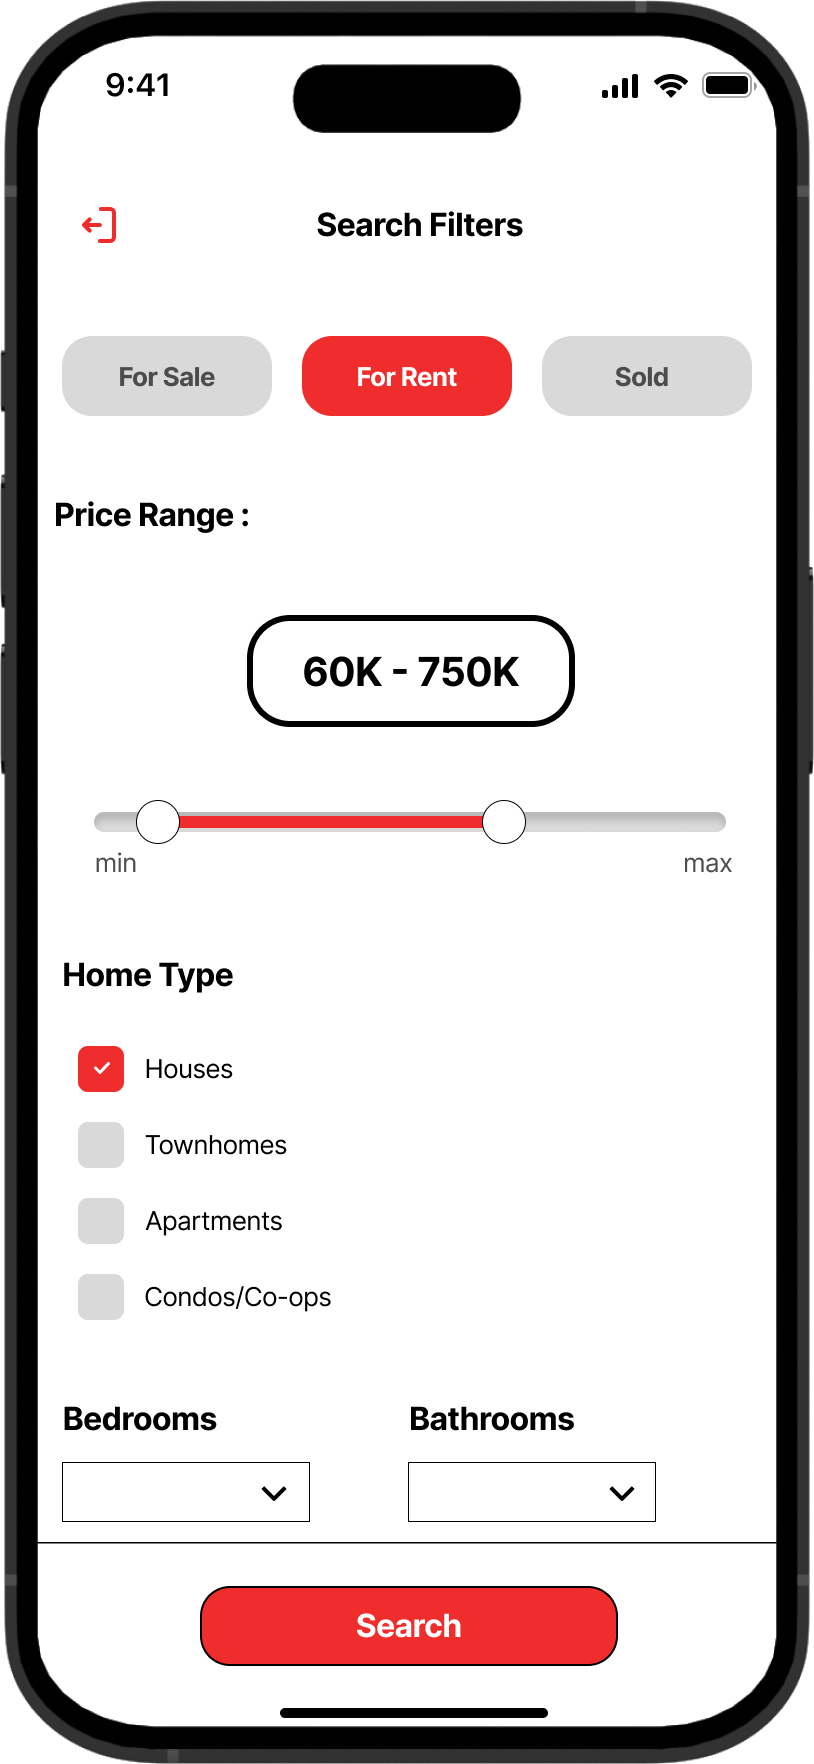 9:41
Search Filters
For Sale
For Rent
Sold
Price Range :
60K - 750K
min
max
Home Type
Houses
Townhomes
Apartments
Condos/Co-ops
Bedrooms
Bathrooms
Search